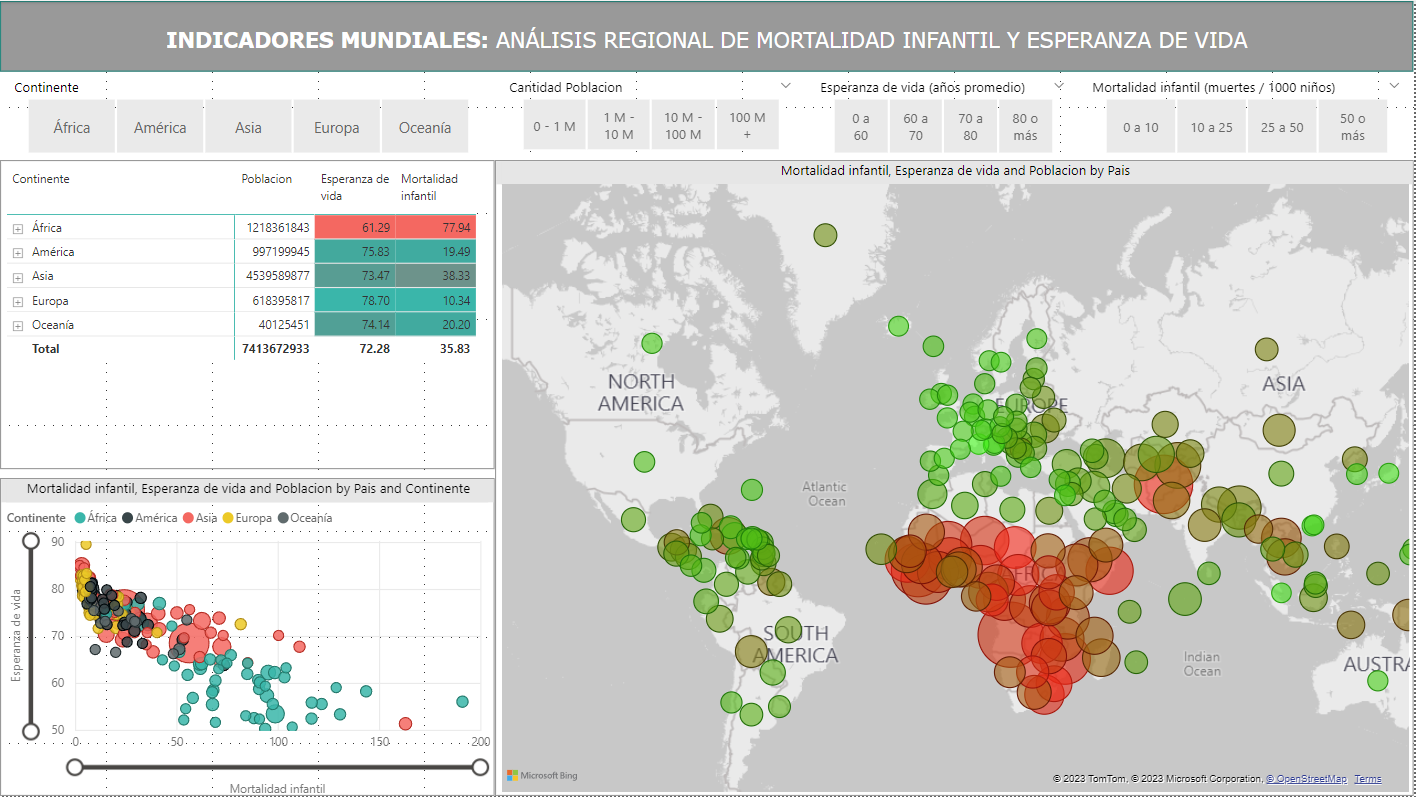 INDICADORES MUNDIALES: ANÁLISIS REGIONAL DE MORTALIDAD INFANTIL Y ESPERANZA DE VIDA
Continente
África América Asia Europa Oceanía
Cantidad Poblacion
0 - 1 M 1 M - 10 M 10 M - 100 M 100 M +
Esperanza de vida (años promedio)
0 a 60 60 a 70 70 a 80 80 o más
Mortalidad infantil (muertes / 1000 niños)
0 a 10 10 a 25 25 a 50 50 o más
Continente Poblacion Esperanza de vida Mortalidad infantil
África 1218361843 61.29 77.94
América 997199945 75.83 19.49
Asia 4539589877 73.47 38.33
Europa 618395817 78.70 10.34
Oceanía 40125451 74.14 20.20
Total 7413672933 72.28 35.83
Mortalidad infantil, Esperanza de vida and Poblacion by Pais and Continente
Continente África América Asia Europa Oceanía
Esperanza de vida
90
80
70
60
50
0 50 100 150 200
Mortalidad infantil
Mortalidad infantil, Esperanza de vida and Poblacion by Pais
NORTH
AMERICA
EUROPE
ASIA
Atlantic
Ocean
SOUTH
AMERICA
Indian
Ocean
AUSTRA
Microsoft Bing
© 2023 TomTom, © 2023 Microsoft Corporation, © OpenStreetMap Terms